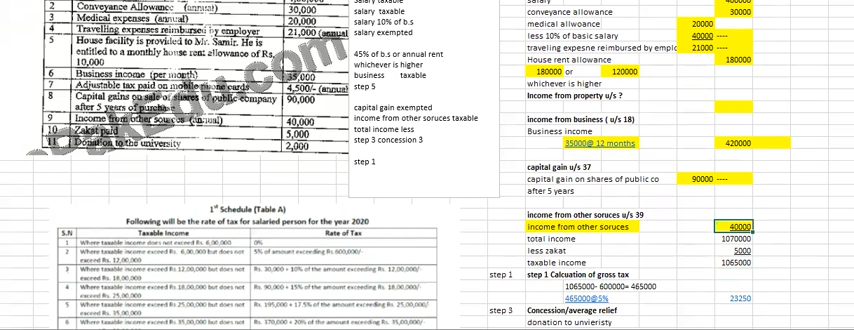 2 Conveyance Allowance (annual) 30,000
3 Medical expenses (annual) 20,000
4 Travelling expenses reimbursed by employer 21,000 (annual
5 House facility is provided to Mr. Samir. He is
entitled to a monthly house rent allowance of Rs.
10,000
6 Business income (per month) 35,000
7 Adjustable tax paid on mobile phone cards 4,500/- (annual
8 Capital gains on sale of shares of public company 90,000
after 5 years of purchase
9 Income from other sources (annual) 40,000
10 Zakat paid 5,000
11 Donation to the university 2,000
salary taxable
salary taxable
salary 10% of b.s
salary exempted
45% of b.s or annual rent
whichever is higher
business taxable
step 5
capital gain exempted
income from other soruces taxable
total income less
step 3 concession 3
step 1
salary 400000
conveyance allowance 30000
medical allwoance 20000
less 10% of basic salary 40000 ----
traveling expesne reimbursed by emplo 21000 ----
House rent allowance 180000
180000 or 120000
whichever is higher
Income from property u/s ?
income from business ( u/s 18)
Business income
35000@ 12 months 420000
capital gain u/s 37
capital gain on shares of public co 90000 ----
after 5 years
income from other soruces u/s 39
income from other soruces 40000
total income 1070000
less zakat 5000
taxable income 1065000
step 1 step 1 Calcuation of gross tax
1065000- 600000= 465000
465000@5% 23250
step 3 Concession/average relief
donation to unvieristy
1st Schedule (Table A)
Following will be the rate of tax for salaried person for the year 2020
S.N Taxable Income Rate of Tax
1 Where taxable income does not exceed Rs. 6,00,000 0%
2 Where taxable income exceed Rs. 6,00,000 but does not 5% of amount exceeding Rs 600,000/-
exceed Rs. 12,00,000
3 Where taxable income exceed Rs.12,00,000 but does not Rs. 30,000 + 10% of the amount exceeding Rs. 12,00,000/-
exceed Rs. 18,00,000
4 Where taxable income exceed Rs.18,00,000 but does not Rs. 90,000 + 15% of the amount exceeding Rs. 18,00,000/-
exceed Rs. 25,00,000
5 Where taxable income exceed Rs.25,00,000 but does not Rs. 195,000 + 17.5% of the amount exceeding Rs. 25,00,000/-
exceed Rs. 35,00,000
6 Where taxable income exceed Rs.35,00,000 but does not Rs. 370,000 + 20% of the amount exceeding Rs. 35,00,000/-